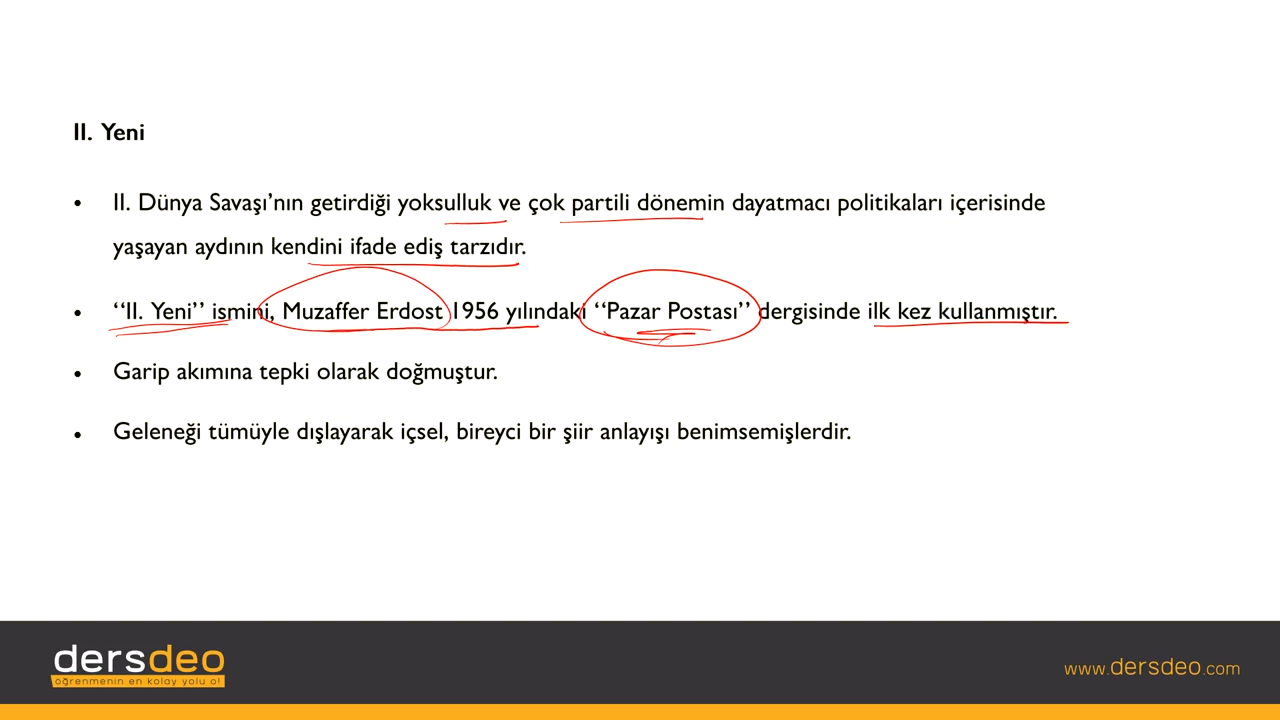 II. Yeni
• II. Dünya Savaşı’nın getirdiği yoksulluk ve çok partili dönemin dayatmacı politikaları içerisinde
yaşayan aydının kendini ifade ediş tarzıdır.
• ‘‘II. Yeni’’ ismini, Muzaffer Erdost 1956 yılındaki ‘‘Pazar Postası’’ dergisinde ilk kez kullanmıştır.
• Garip akımına tepki olarak doğmuştur.
• Geleneği tümüyle dışlayarak içsel, bireyci bir şiir anlayışı benimsemişlerdir.
dersdeo
öğrenmenin en kolay yolu o!
www.dersdeo.com